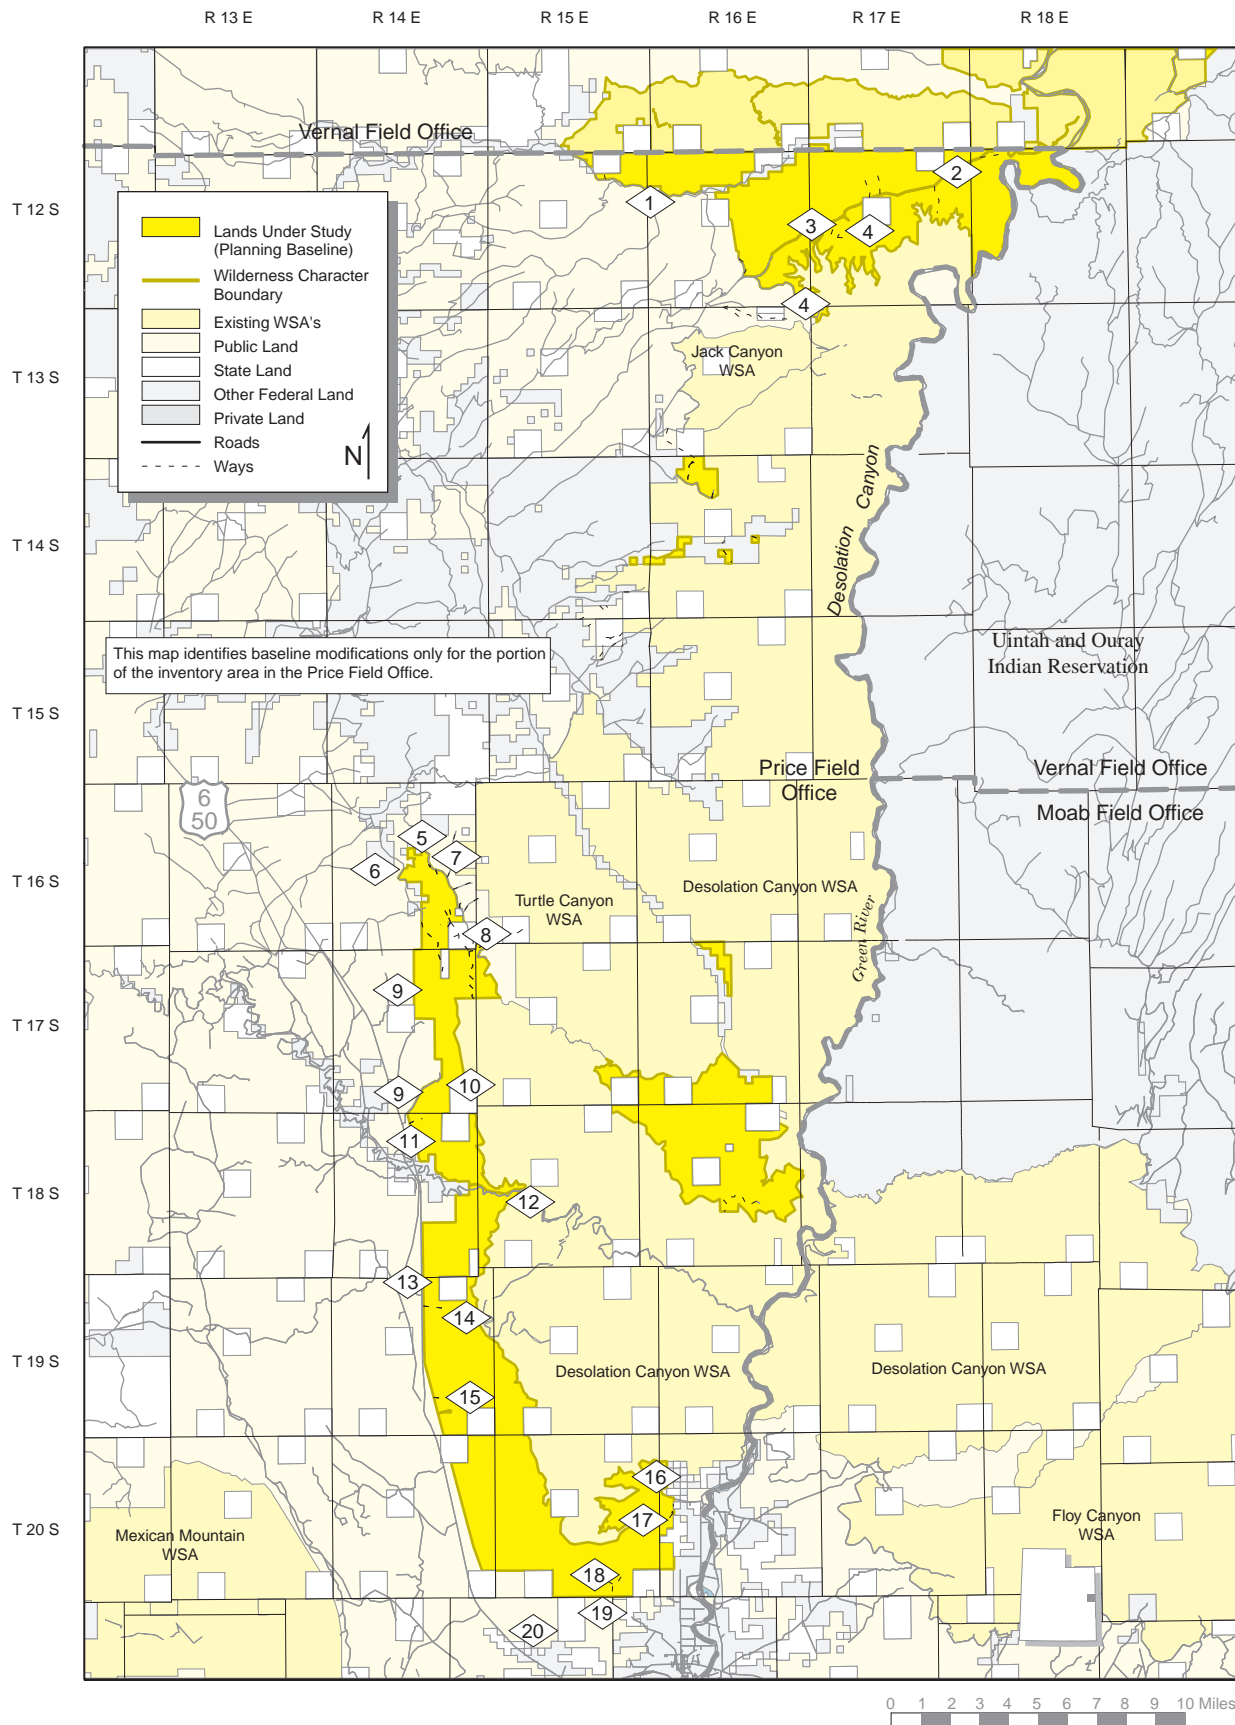 R 13 E R 14 E R 15 E R 16 E R 17 E R 18 E
Vernal Field Office
T 12 S
T 13 S
T 14 S
T 15 S
T 16 S
T 17 S
T 18 S
T 19 S
T 20 S
Lands Under Study
(Planning Baseline)
Wilderness Character
Boundary
Existing WSA's
Public Land
State Land
Other Federal Land
Private Land
Roads
Ways
N
1
2
3
4
4
Jack Canyon
WSA
Desolation Canyon
This map identifies baseline modifications only for the portion
of the inventory area in the Price Field Office.
Uintah and Ouray
Indian Reservation
Price Field
Office
Vernal Field Office
Moab Field Office
6
50
5
6
7
8
Turtle Canyon
WSA
Desolation Canyon WSA
Green River
9
9
10
11
12
13
14
15
Desolation Canyon WSA
Desolation Canyon WSA
16
17
Mexican Mountain
WSA
Floy Canyon
WSA
18
19
20
0 1 2 3 4 5 6 7 8 9 10 Miles